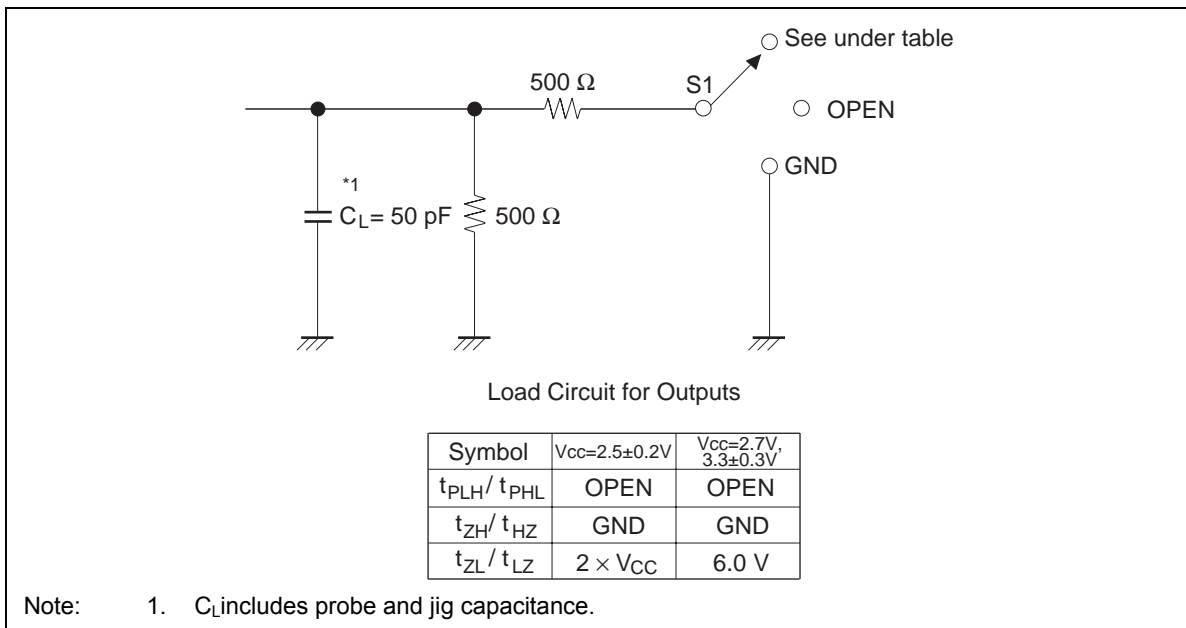 See under table
500 Ω
S1
OPEN
GND
*1
CL= 50 pF
500 Ω
Load Circuit for Outputs
Symbol Vcc=2.5±0.2V Vcc=2.7V, 3.3±0.3V
tPLH/ tPHL OPEN OPEN
tZH/ tHZ GND GND
tZL/ tLZ 2 × VCC 6.0 V
Note: 1. CLincludes probe and jig capacitance.